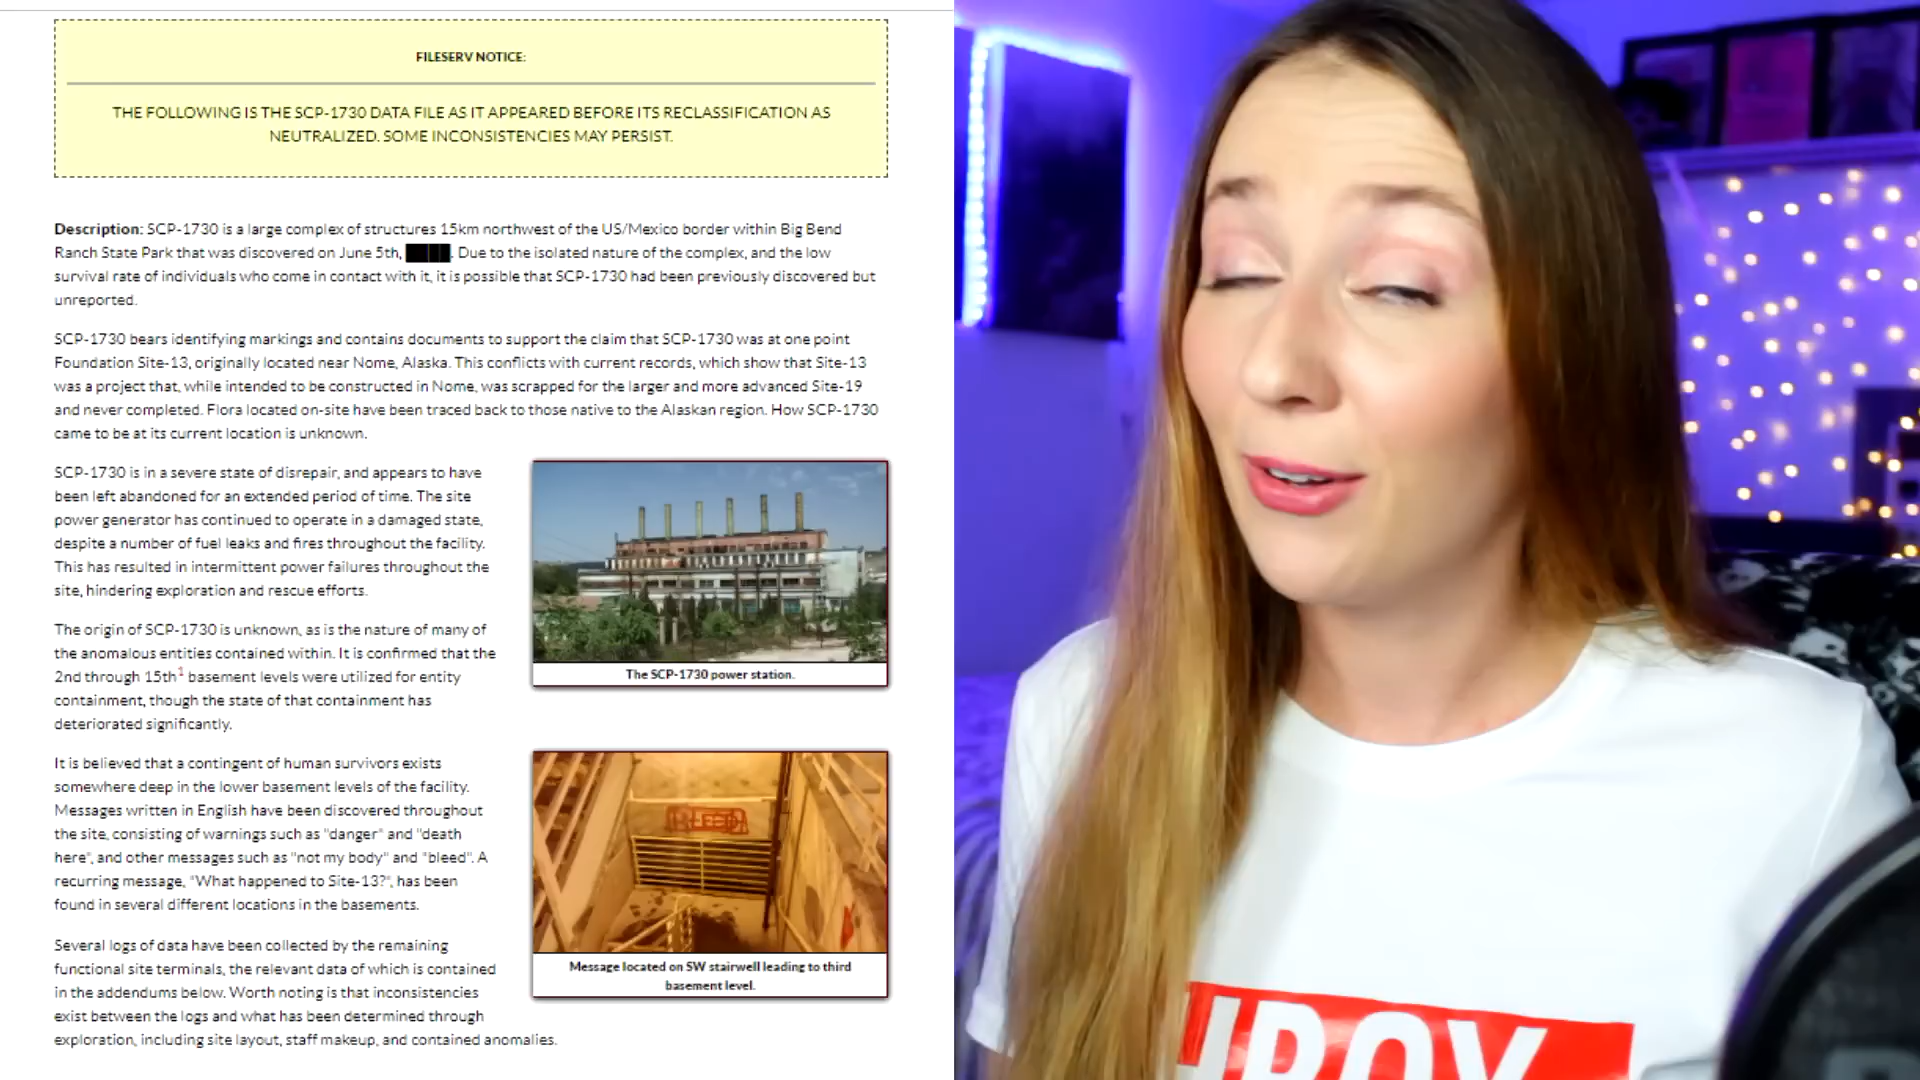 FILESERV NOTICE:
THE FOLLOWING IS THE SCP-1730 DATA FILE AS IT APPEARED BEFORE ITS RECLASSIFICATION AS
NEUTRALIZED. SOME INCONSISTENCIES MAY PERSIST.
Description: SCP-1730 is a large complex of structures 15km northwest of the US/Mexico border within Big Bend
Ranch State Park that was discovered on June 5th, ████. Due to the isolated nature of the complex, and the low
survival rate of individuals who come in contact with it, it is possible that SCP-1730 had been previously discovered but
unreported.
SCP-1730 bears identifying markings and contains documents to support the claim that SCP-1730 was at one point
Foundation Site-13, originally located near Nome, Alaska. This conflicts with current records, which show that Site-13
was a project that, while intended to be constructed in Nome, was scrapped for the larger and more advanced Site-19
and never completed. Flora located on-site have been traced back to those native to the Alaskan region. How SCP-1730
came to be at its current location is unknown.
SCP-1730 is in a severe state of disrepair, and appears to have
been left abandoned for an extended period of time. The site
power generator has continued to operate in a damaged state,
despite a number of fuel leaks and fires throughout the facility.
This has resulted in intermittent power failures throughout the
site, hindering exploration and rescue efforts.
The origin of SCP-1730 is unknown, as is the nature of many of
the anomalous entities contained within. It is confirmed that the
2nd through 15th1 basement levels were utilized for entity
containment, though the state of that containment has
deteriorated significantly.
The SCP-1730 power station.
It is believed that a contingent of human survivors exists
somewhere deep in the lower basement levels of the facility.
Messages written in English have been discovered throughout
the site, consisting of warnings such as "danger" and "death
here", and other messages such as "not my body" and "bleed". A
recurring message, "What happened to Site-13?", has been
found in several different locations in the basements.
BLEED
Message located on SW stairwell leading to third
basement level.
Several logs of data have been collected by the remaining
functional site terminals, the relevant data of which is contained
in the addendums below. Worth noting is that inconsistencies
exist between the logs and what has been determined through
exploration, including site layout, staff makeup, and contained anomalies.